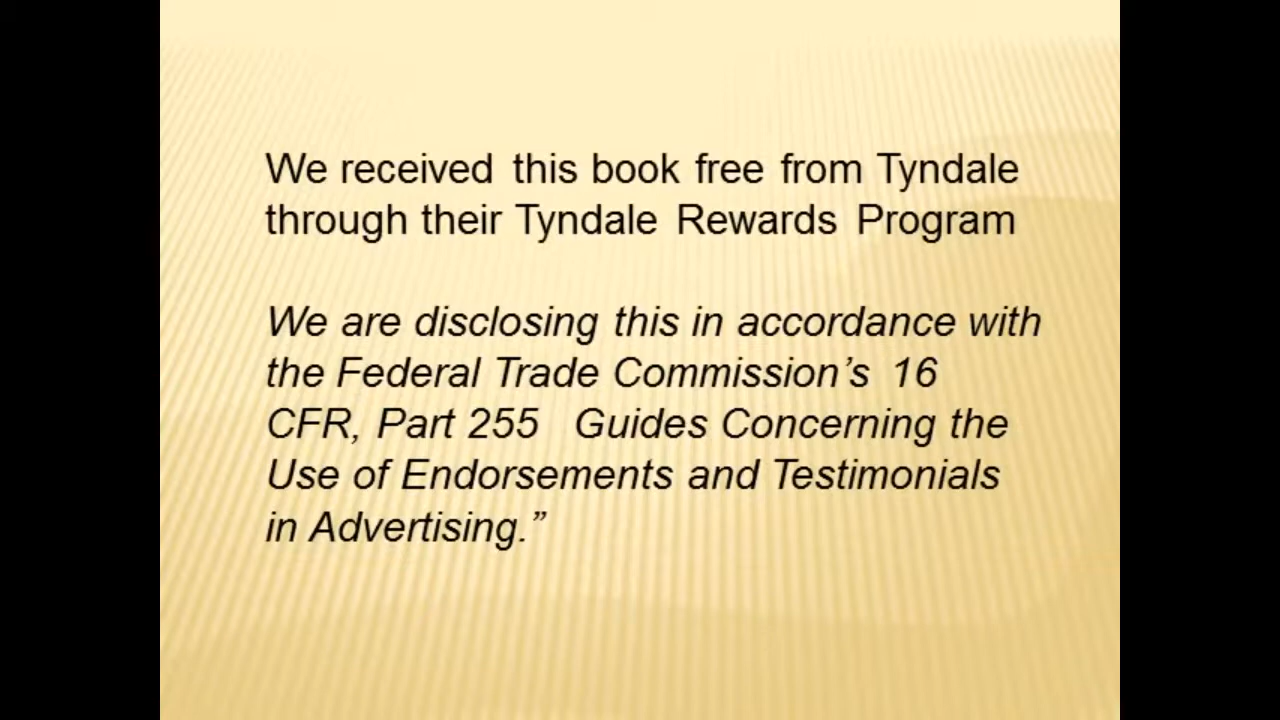 We received this book free from Tyndale
through their Tyndale Rewards Program
We are disclosing this in accordance with
the Federal Trade Commission’s 16
CFR, Part 255 Guides Concerning the
Use of Endorsements and Testimonials
in Advertising.”